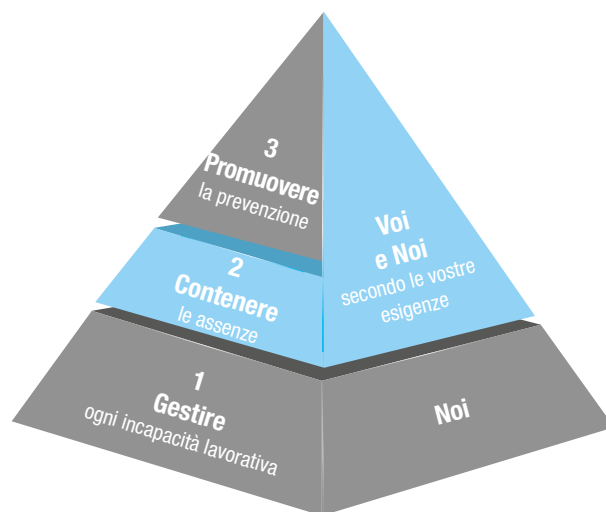 3
Promuovere
la prevenzione
2
Contenere
le assenze
1
Gestire
ogni incapacità lavorativa
Voi
e Noi
secondo le vostre
esigenze
Noi